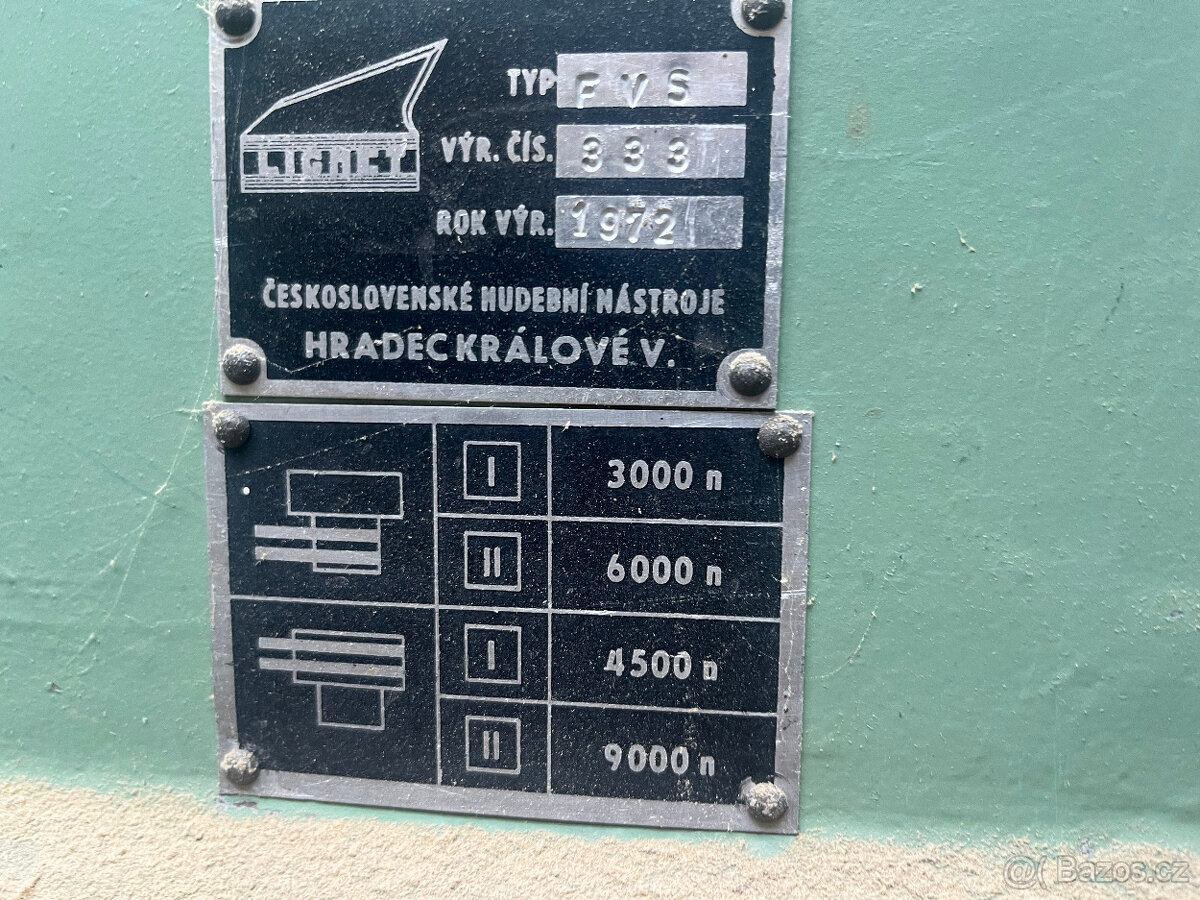 TYP FVS
LIGNET
VÝR. ČÍS. 333
ROK VÝR. 1972
ČESKOSLOVENSKÉ HUDEBNÍ NÁSTROJE
HRADEC KRÁLOVÉ V.
I 3000 n
II 6000 n
I 4500 n
II 9000 n
@( Bazos.cz